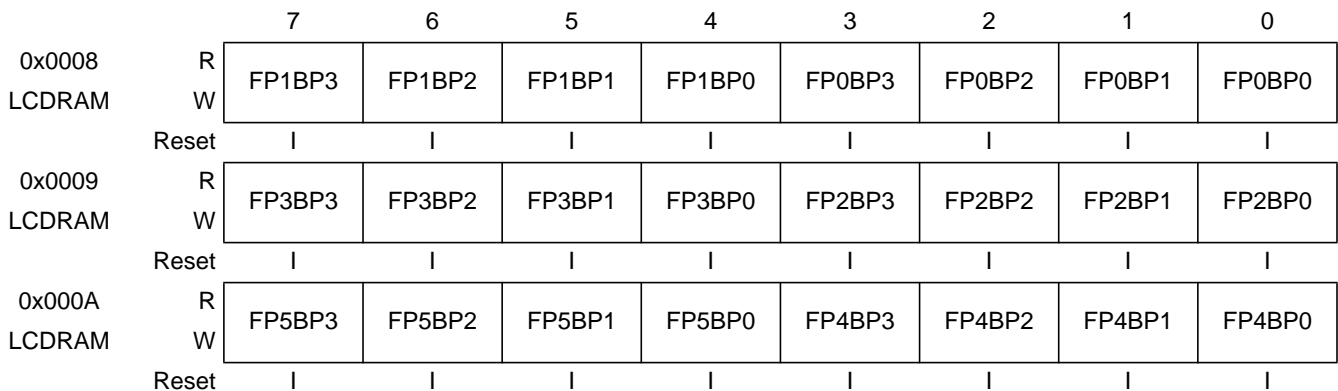 7 6 5 4 3 2 1 0
0x0008 R
FP1BP3 FP1BP2 FP1BP1 FP1BP0 FP0BP3 FP0BP2 FP0BP1 FP0BP0
LCDRAM W
Reset I I I I I I I I
0x0009 R
FP3BP3 FP3BP2 FP3BP1 FP3BP0 FP2BP3 FP2BP2 FP2BP1 FP2BP0
LCDRAM W
Reset I I I I I I I I
0x000A R
FP5BP3 FP5BP2 FP5BP1 FP5BP0 FP4BP3 FP4BP2 FP4BP1 FP4BP0
LCDRAM W
Reset I I I I I I I I